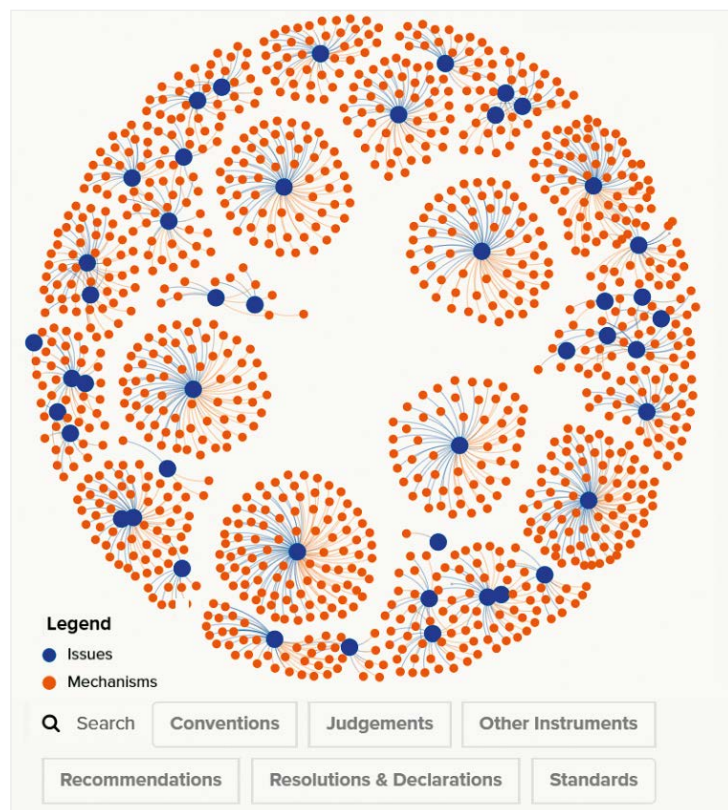 Legend
Issues
Mechanisms
Search Conventions Judgements Other Instruments
Recommendations Resolutions & Declarations Standards